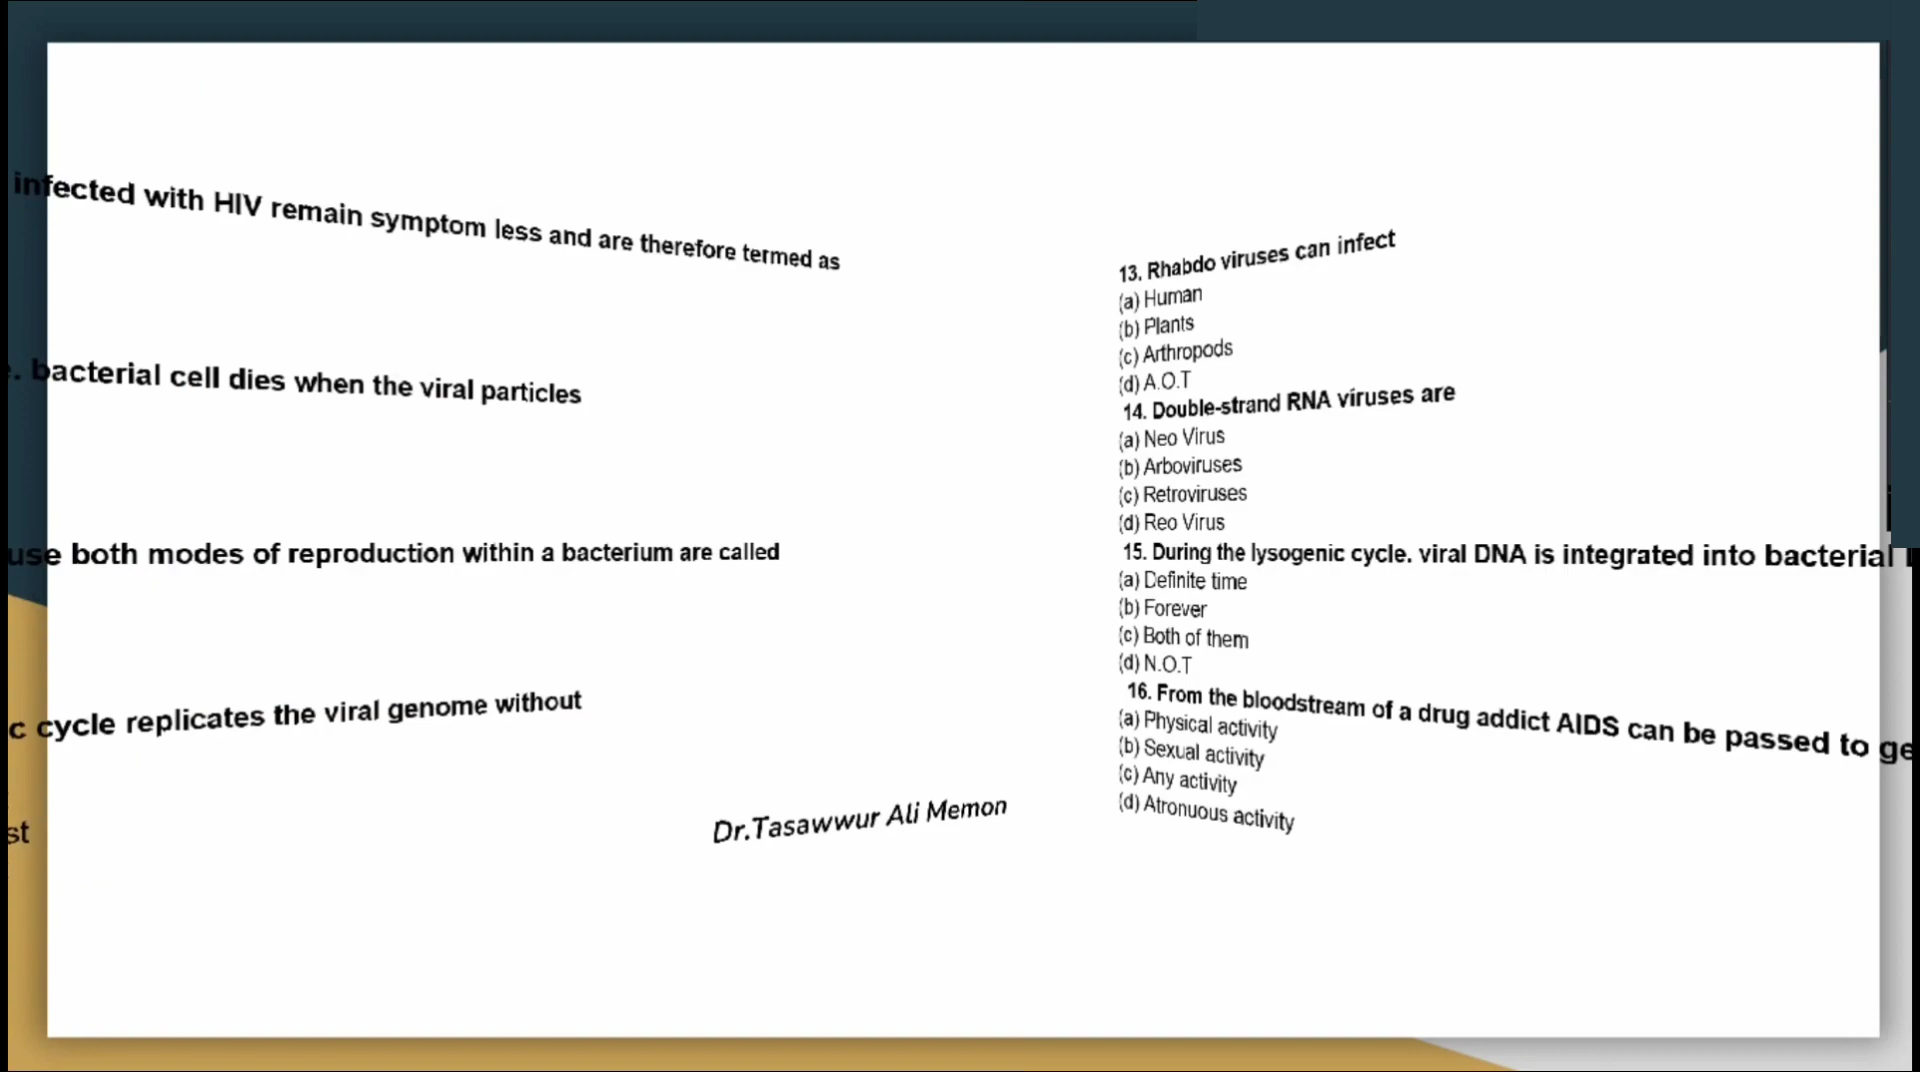 infected with HIV remain symptom less and are therefore termed as
. bacterial cell dies when the viral particles
use both modes of reproduction within a bacterium are called
c cycle replicates the viral genome without
st
Dr.Tasawwur Ali Memon
13. Rhabdo viruses can infect
(a) Human
(b) Plants
(c) Arthropods
(d) A.O.T
14. Double-strand RNA viruses are
(a) Neo Virus
(b) Arboviruses
(c) Retroviruses
(d) Reo Virus
15. During the lysogenic cycle. viral DNA is integrated into bacterial
(a) Definite time
(b) Forever
(c) Both of them
(d) N.O.T
16. From the bloodstream of a drug addict AIDS can be passed to ge
(a) Physical activity
(b) Sexual activity
(c) Any activity
(d) Atronuous activity